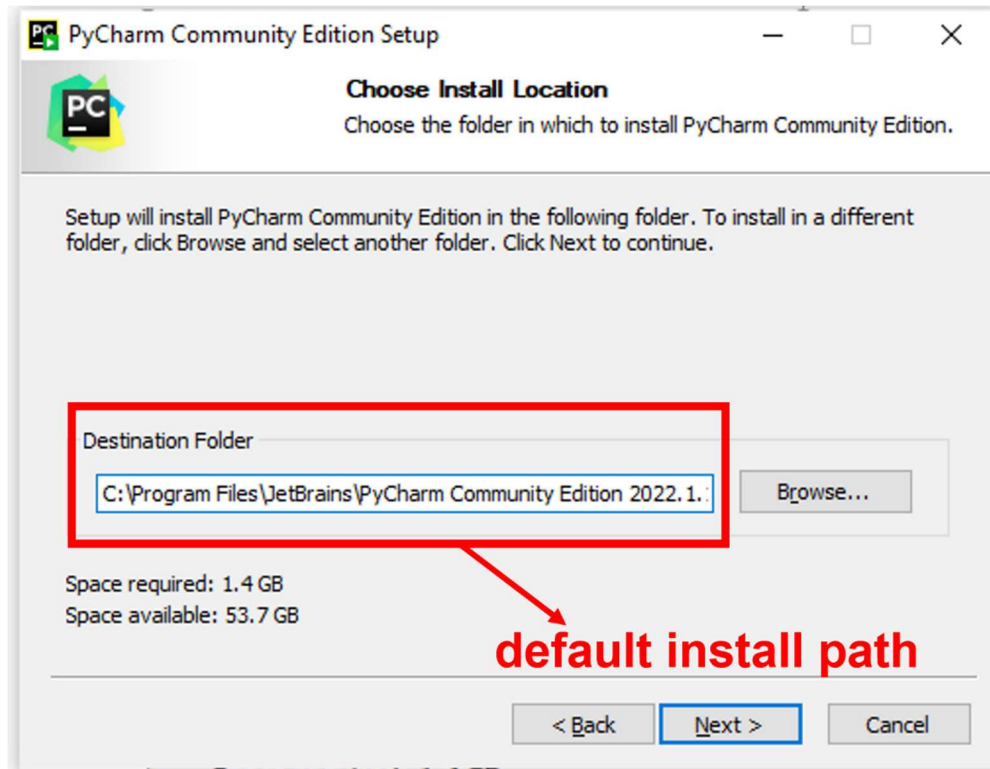 PyCharm Community Edition Setup
PC
Choose Install Location
Choose the folder in which to install PyCharm Community Edition.
Setup will install PyCharm Community Edition in the following folder. To install in a different
folder, click Browse and select another folder. Click Next to continue.
Destination Folder
C:\Program Files\JetBrains\PyCharm Community Edition 2022.1.
Browse...
Space required: 1.4 GB
Space available: 53.7 GB
default install path
< Back
Next >
Cancel